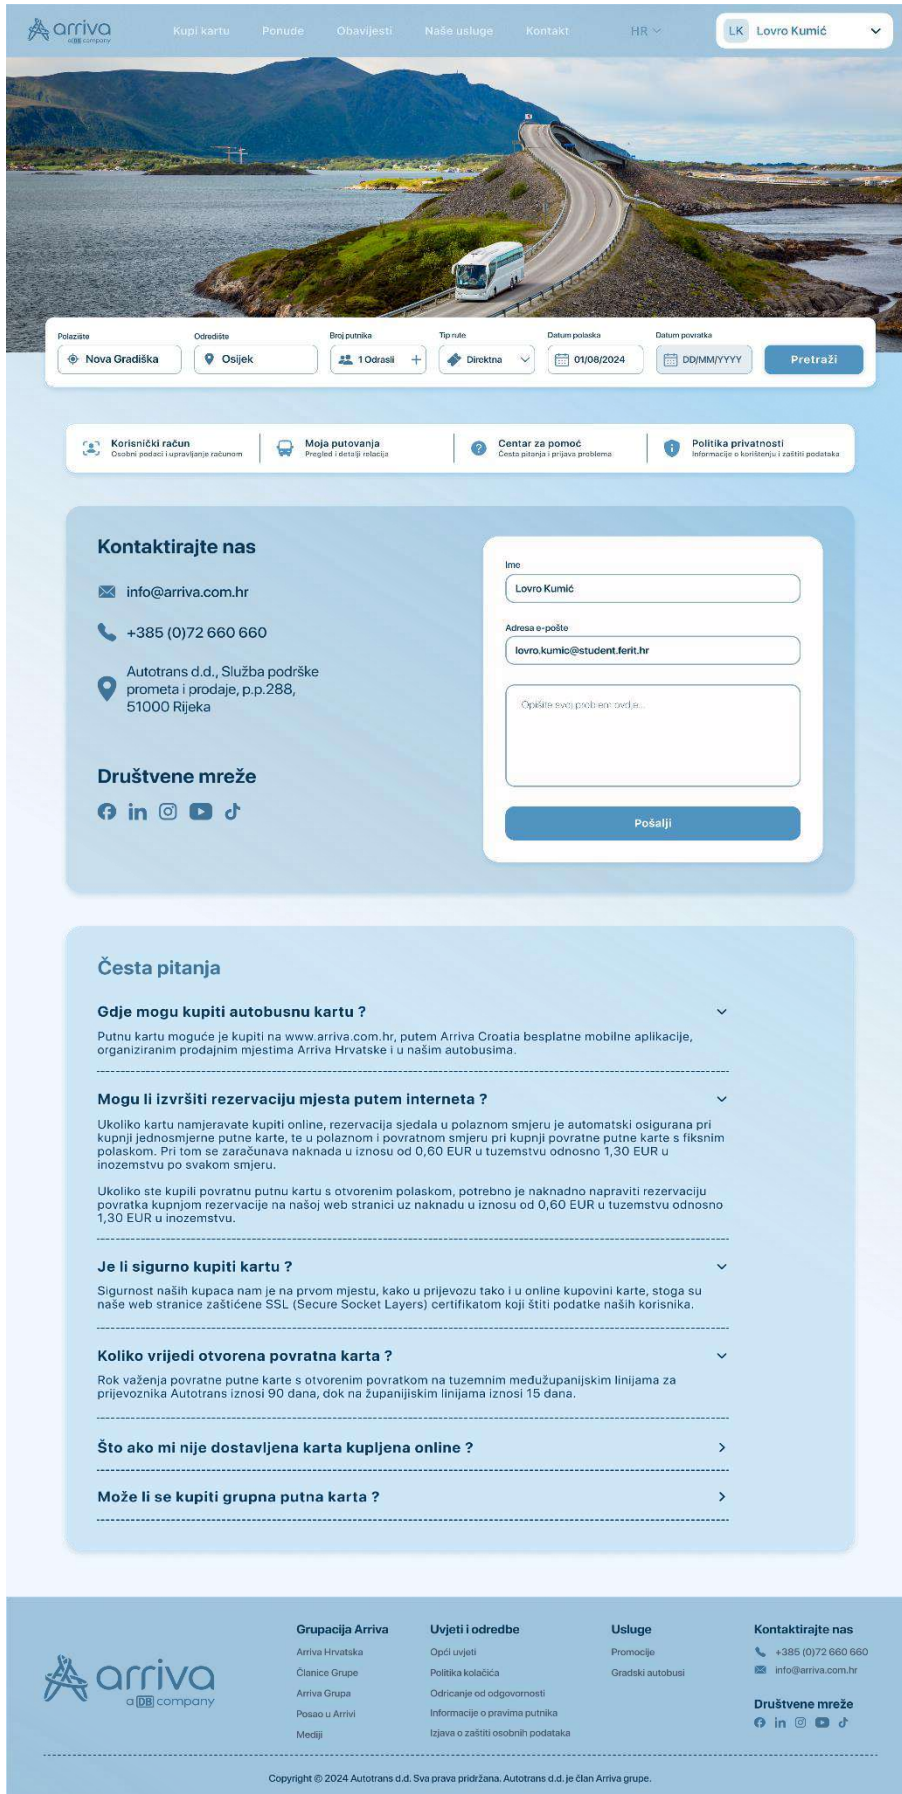 arriva
a DB company
Kupi kartu
Ponude
Obavijesti
Naše usluge
Kontakt
HR
LK Lovro Kumić
Polazište
Odredište
Broj putnika
Tip rute
Datum polaska
Datum povratka
Nova Gradiška
Osijek
1 Odrasli
Direktna
01/08/2024
DD/MM/YYYY
Pretraži
Korisnički račun
Osobni podaci i upravljanje računom
Moja putovanja
Pregled i detalji relacija
Centar za pomoć
Česta pitanja i prijava problema
Politika privatnosti
Informacije o korištenju i zaštiti podataka
Kontaktirajte nas
info@arriva.com.hr
+385 (0)72 660 660
Autotrans d.d., Služba podrške
prometa i prodaje, p.p.288,
51000 Rijeka
Društvene mreže
Ime
Lovro Kumić
Adresa e-pošte
lovro.kumic@student.ferit.hr
Opišite svoj problem ovdje...
Pošalji
Česta pitanja
Gdje mogu kupiti autobusnu kartu ?
Putnu kartu moguće je kupiti na www.arriva.com.hr, putem Arriva Croatia besplatne mobilne aplikacije,
organiziranim prodajnim mjestima Arriva Hrvatske i u našim autobusima.
Mogu li izvršiti rezervaciju mjesta putem interneta ?
Ukoliko kartu namjeravate kupiti online, rezervacija sjedala u polaznom smjeru je automatski osigurana pri
kupnji jednosmjerne putne karte, te u polaznom i povratnom smjeru pri kupnji povratne putne karte s fiksnim
polaskom. Pri tom se zaračunava naknada u iznosu od 0,60 EUR u tuzemstvu odnosno 1,30 EUR u
inozemstvu po svakom smjeru.
Ukoliko ste kupili povratnu putnu kartu s otvorenim polaskom, potrebno je naknadno napraviti rezervaciju
povratka kupnjom rezervacije na našoj web stranici uz naknadu u iznosu od 0,60 EUR u tuzemstvu odnosno
1,30 EUR u inozemstvu.
Je li sigurno kupiti kartu ?
Sigurnost naših kupaca nam je na prvom mjestu, kako u prijevozu tako i u online kupovini karte, stoga su
naše web stranice zaštićene SSL (Secure Socket Layers) certifikatom koji štiti podatke naših korisnika.
Koliko vrijedi otvorena povratna karta ?
Rok važenja povratne putne karte s otvorenim povratkom na tuzemnim međužupanijskim linijama za
prijevoznika Autotrans iznosi 90 dana, dok na županijiskim linijama iznosi 15 dana.
Što ako mi nije dostavljena karta kupljena online ?
Može li se kupiti grupna putna karta ?
arriva
a DB company
Grupacija Arriva
Arriva Hrvatska
Članice Grupe
Arriva Grupa
Posao u Arrivi
Mediji
Uvjeti i odredbe
Opći uvjeti
Politika kolačića
Odricanje od odgovornosti
Informacije o pravima putnika
Izjava o zaštiti osobnih podataka
Usluge
Promocije
Gradski autobusi
Kontaktirajte nas
+385 (0)72 660 660
info@arriva.com.hr
Društvene mreže
Copyright © 2024 Autotrans d.d. Sva prava pridržana. Autotrans d.d. je član Arriva grupe.